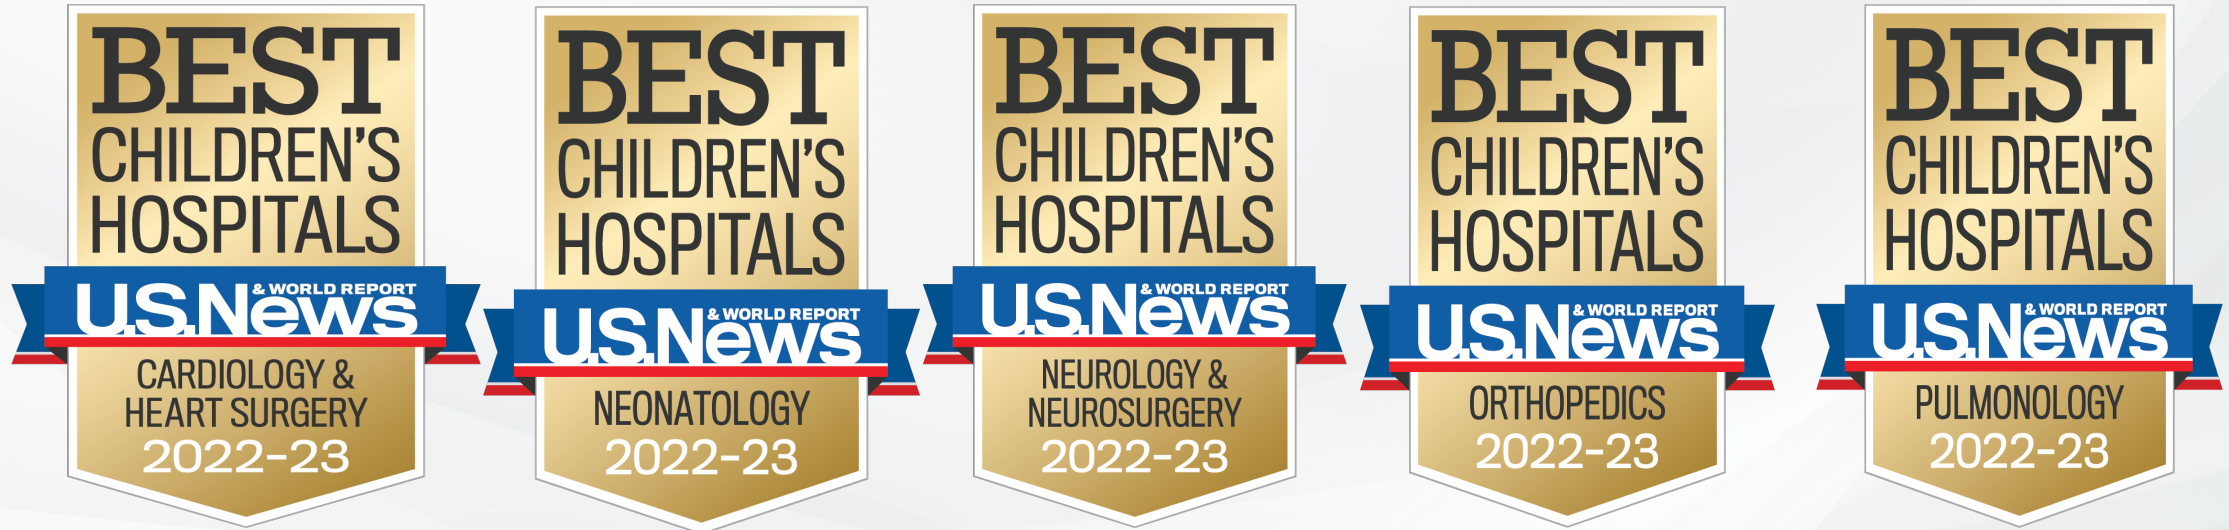 BEST
CHILDREN'S
HOSPITALS
U.S.News & WORLD REPORT
CARDIOLOGY &
HEART SURGERY
2022-23
BEST
CHILDREN'S
HOSPITALS
U.S.News & WORLD REPORT
NEONATOLOGY
2022-23
BEST
CHILDREN'S
HOSPITALS
U.S.News & WORLD REPORT
NEUROLOGY &
NEUROSURGERY
2022-23
BEST
CHILDREN'S
HOSPITALS
U.S.News & WORLD REPORT
ORTHOPEDICS
2022-23
BEST
CHILDREN'S
HOSPITALS
U.S.News & WORLD REPORT
PULMONOLOGY
2022-23